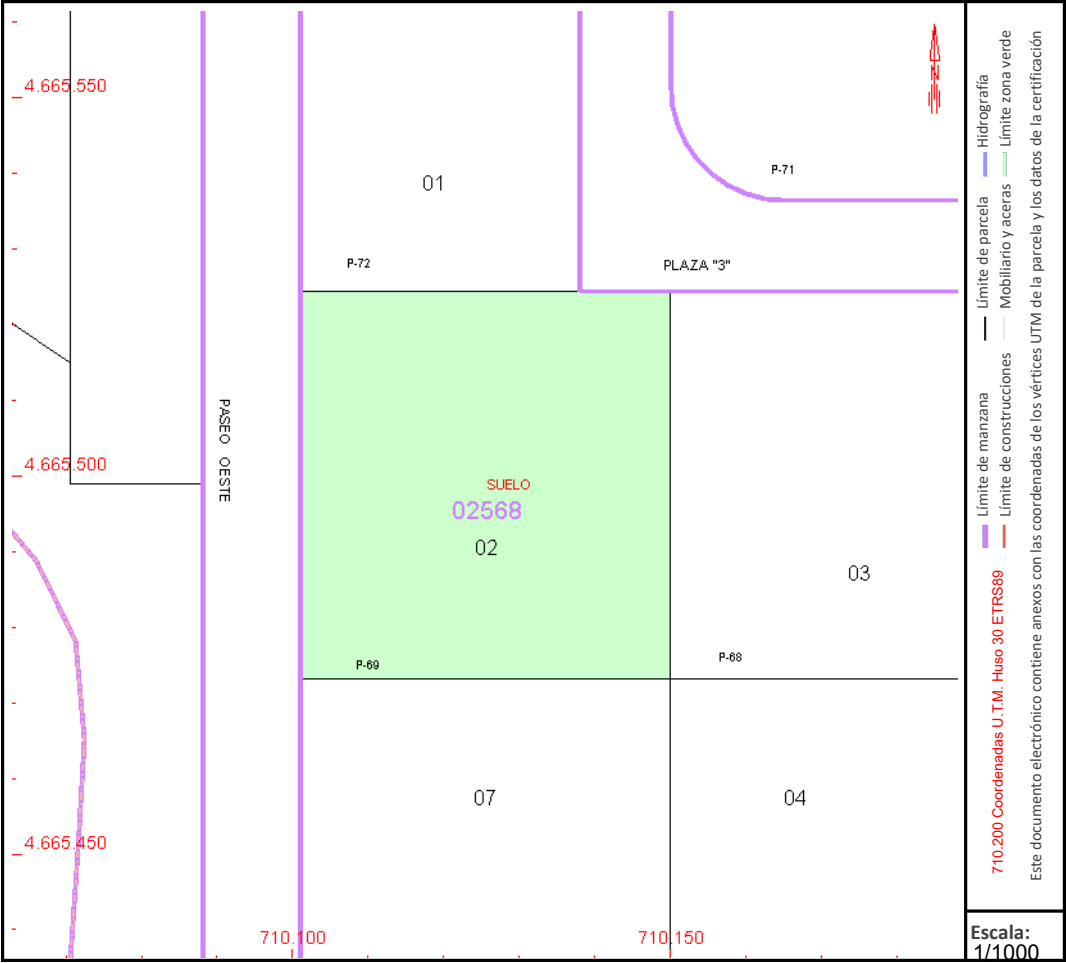 4.665.550
01
P-71
P-72
PLAZA "3"
PASEO OESTE
4.665.500
SUELO
02568
02
03
P-69
P-68
07
04
4.665.450
710.100
710.150
N
Límite de manzana
Límite de parcela
Hidrografía
Límite de construcciones
Mobiliario y aceras
Límite zona verde
710.200 Coordenadas U.T.M. Huso 30 ETRS89
Este documento electrónico contiene anexos con las coordenadas de los vértices UTM de la parcela y los datos de la certificación
Escala:
1/1000